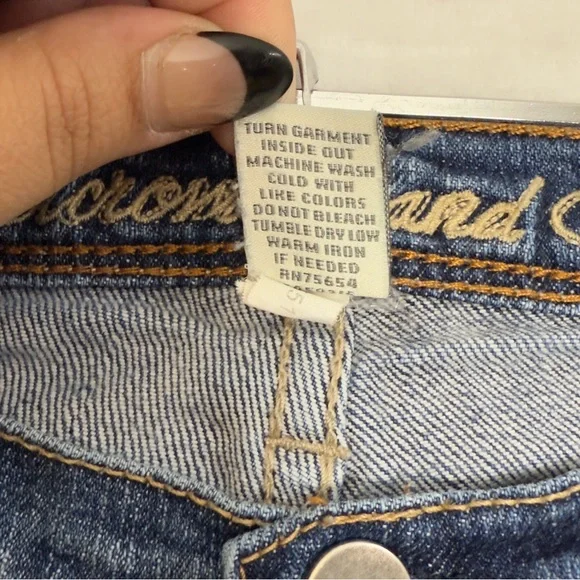 TURN GARMENT
INSIDE OUT
MACHINE WASH
COLD WITH
LIKE COLORS
DO NOT BLEACH
TUMBLE DRY LOW
WARM IRON
IF NEEDED
RN75654
and